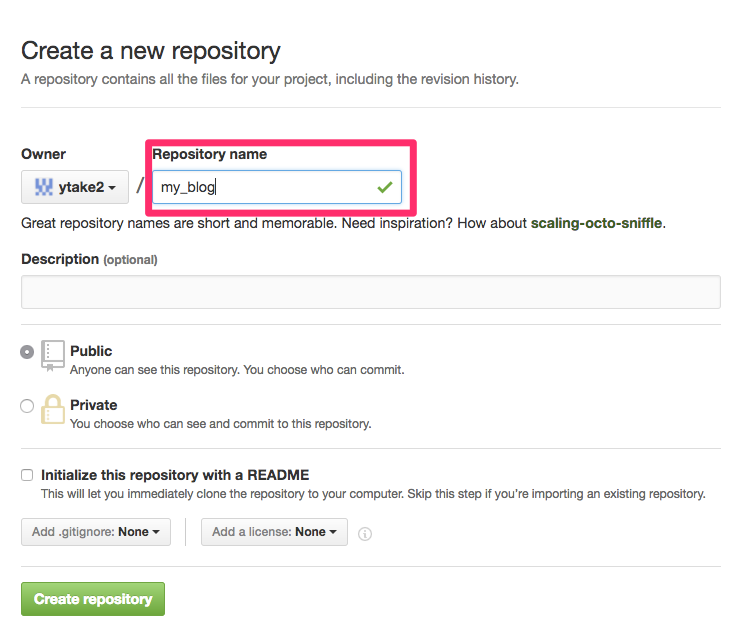 Create a new repository
A repository contains all the files for your project, including the revision history.
Owner
Repository name
ytake2
/
my_blog
Great repository names are short and memorable. Need inspiration? How about scaling-octo-sniffle.
Description (optional)
Public
Anyone can see this repository. You choose who can commit.
Private
You choose who can see and commit to this repository.
Initialize this repository with a README
This will let you immediately clone the repository to your computer. Skip this step if you're importing an existing repository.
Add .gitignore: None
Add a license: None
Create repository